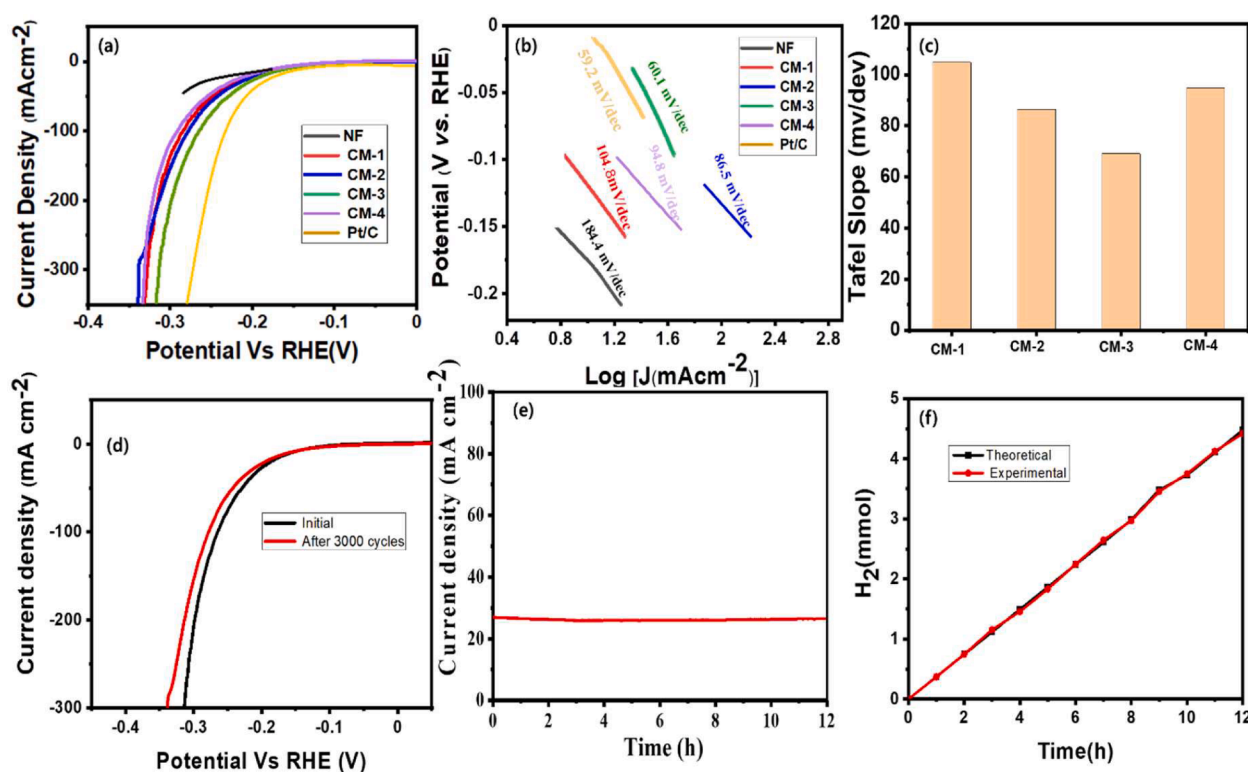 (a)
Current Density (mAcm-2)
0
-100
-200
-300
-0.4
-0.3
-0.2
-0.1
0
Potential Vs RHE(V)
NF
CM-1
CM-2
CM-3
CM-4
Pt/C
(b)
Potential (V vs. RHE)
-0.05
-0.1
-0.15
-0.2
0.4
1.0
1.6
2.2
2.8
Log [J(mAcm-2)]
59.2 mV/dec
60.1 mV/dec
104.8mV/dec
94.8 mV/dec
86.5 mV/dec
184.4 mV/dec
NF
CM-1
CM-2
CM-3
CM-4
Pt/C
(c)
Tafel Slope (mv/dev)
120
100
80
60
40
20
0
CM-1
CM-2
CM-3
CM-4
(d)
Current density (mA cm-2)
0
-100
-200
-300
-0.4
-0.3
-0.2
-0.1
0
Potential Vs RHE (V)
Initial
After 3000 cycles
(e)
Current density (mA cm-2)
100
80
60
40
20
0
0
2
4
6
8
10
12
Time (h)
(f)
H2(mmol)
5
4
3
2
1
0
0
2
4
6
8
10
12
Time(h)
Theoretical
Experimental